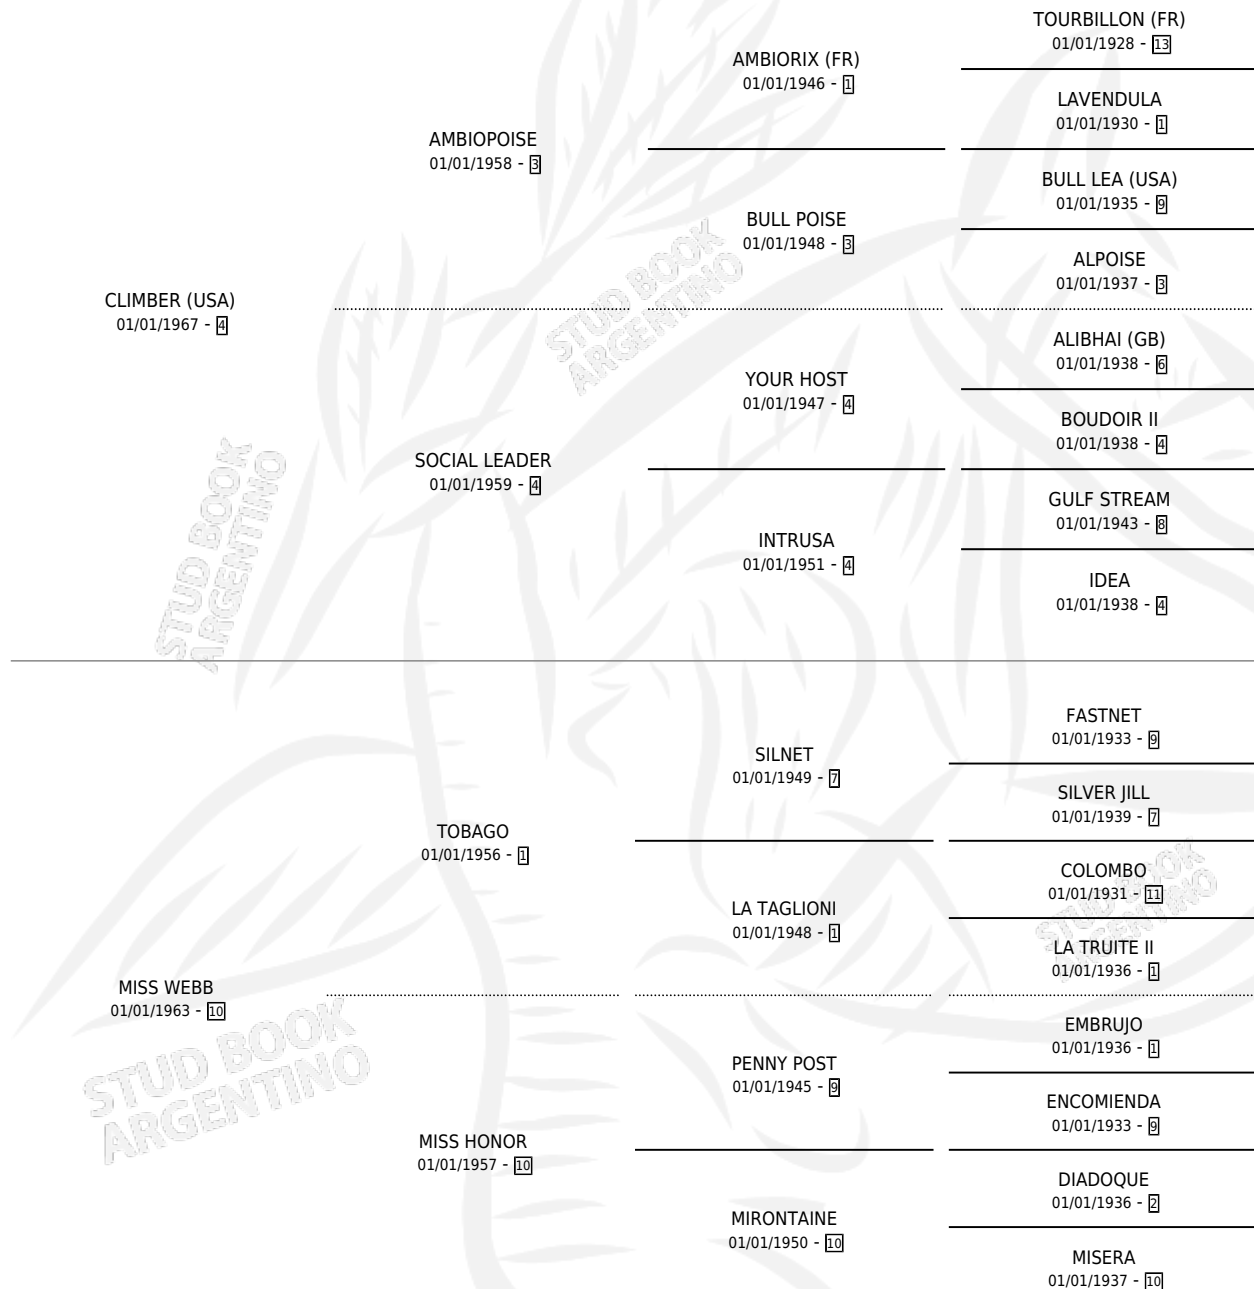 TOURBILLON (FR)
01/01/1928 - 13
AMBIORIX (FR)
01/01/1946 - 1
LAVENDULA
01/01/1930 - 1
AMBIOPOISE
01/01/1958 - 3
BULL LEA (USA)
01/01/1935 - 9
BULL POISE
01/01/1948 - 3
ALPOISE
01/01/1937 - 3
CLIMBER (USA)
01/01/1967 - 4
ALIBHAI (GB)
01/01/1938 - 6
YOUR HOST
01/01/1947 - 4
BOUDOIR II
01/01/1938 - 4
SOCIAL LEADER
01/01/1959 - 4
GULF STREAM
01/01/1943 - 8
INTRUSA
01/01/1951 - 4
IDEA
01/01/1938 - 4
FASTNET
01/01/1933 - 9
SILNET
01/01/1949 - 7
SILVER JILL
01/01/1939 - 7
TOBAGO
01/01/1956 - 1
COLOMBO
01/01/1931 - 11
LA TAGLIONI
01/01/1948 - 1
LA TRUITE II
01/01/1936 - 1
MISS WEBB
01/01/1963 - 10
EMBRUJO
01/01/1936 - 1
PENNY POST
01/01/1945 - 9
ENCOMIENDA
01/01/1933 - 9
MISS HONOR
01/01/1957 - 10
DIADOQUE
01/01/1936 - 2
MIRONTAINE
01/01/1950 - 10
MISERA
01/01/1937 - 10
STUD BOOK
ARGENTINO
STUD BOOK
ARGENTINO
STUD BOOK
ARGENTINO
STUD BOOK
ARGENTINO